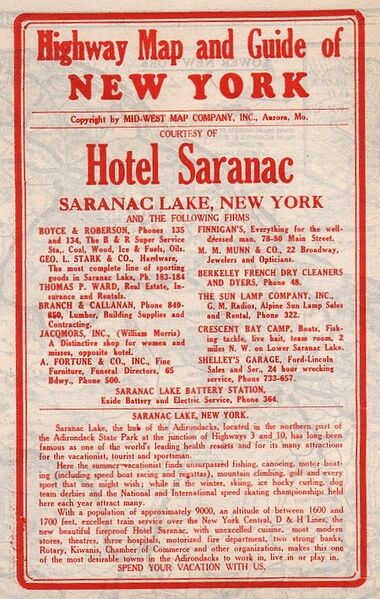 Highway Map and Guide of
NEW YORK
Copyright by MID-WEST MAP COMPANY, INC., Aurora, Mo.
COURTESY OF
Hotel Saranac
SARANAC LAKE, NEW YORK
AND THE FOLLOWING FIRMS
BOYCE & ROBERSON, Phones 135
and 134, The B & R Super Service
Sta., Coal, Wood, Ice & Fuel, Oils.
GEO. L. STARK & CO., Hardware,
The most complete line of sporting
goods in Saranac Lake. Ph. 183-184
THOMAS P. WARD, Real Estate, In-
surance and Rentals.
BRANCH & CALLANAN, Phone 849-
850, Lumber, Building Supplies and
Contracting.
JACQMORS, INC., (William Morris)
A Distinctive shop for women and
misses, opposite hotel.
A. FORTUNE & CO., INC., Fine
Furniture, Funeral Directors, 65
Bdwy., Phone 500.
FINNIGAN'S, Everything for the well-
dressed man, 78-80 Main Street.
M. M. MUNN & CO., 22 Broadway,
Jewelers and Opticians.
BERKELEY FRENCH DRY CLEANERS
AND DYERS, Phone 48.
THE SUN LAMP COMPANY, INC.,
G. M. Radios, Alpine Sun Lamp Sales
and Rental, Phone 322.
CRESCENT BAY CAMP, Boats, Fish-
ing tackle, live bait, team room, 2
miles N. W. on Lower Saranac Lake.
SHELLEY'S GARAGE, Ford-Lincoln
Sales and Ser., 24 hour wrecking
service, Phone 733-657.
SARANAC LAKE BATTERY STATION,
Exide Battery and Electric Service, Phone 364.
SARANAC LAKE, NEW YORK.
Saranac Lake, the hub of the Adirondacks, located in the northern part of
the Adirondack State Park at the junction of Highways 3 and 10, has long been
famous as one of the world's leading health resorts and for its many attractions
for the vacationist, tourist and sportsman.
Here the summer vacationist finds unsurpassed fishing, canoeing, motor boat-
ing (including speed boat racing and regattas), mountain climbing, golf and every
sport that one might wish; while in the winter, skiing, ice hocky curling, dog
team derbies and the National and International speed skating championships held
here each year attract many.
With a population of approximately 9000, an altitude of between 1600 and
1700 feet, excellent train service over the New York Central, D & H Lines, the
new beautiful fireproof Hotel Saranac, with unexcelled cuisine, most modern
stores, theatres, three hospitals, motorized fire department, two strong banks,
Rotary, Kiwanis, Chamber of Commerce and other organizations, makes this one
of the most desirable towns in the Adirondacks to work in, live in or play in.
SPEND YOUR VACATION WITH US.